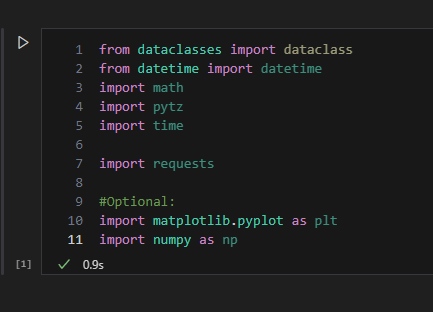 1 from dataclasses import dataclass
2 from datetime import datetime
3 import math
4 import pytz
5 import time
6
7 import requests
8
9 #Optional:
10 import matplotlib.pyplot as plt
11 import numpy as np
[1] ✓ 0.9s